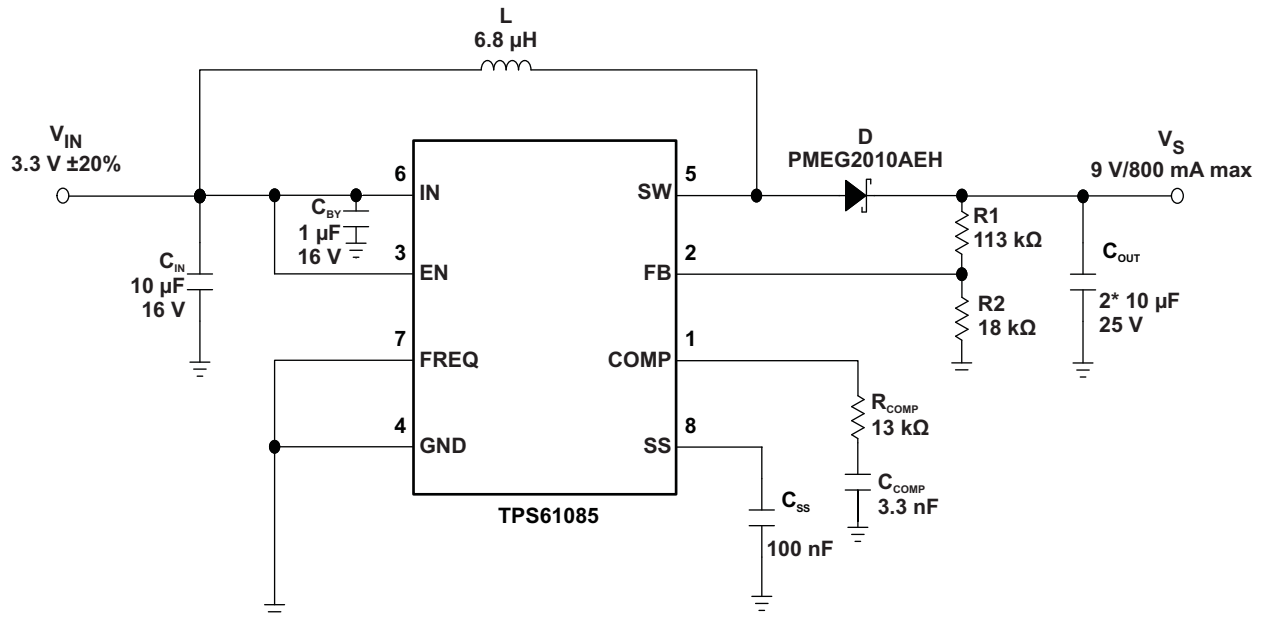 L
6.8 µH
V_IN
3.3 V ±20%
D
PMEG2010AEH
V_S
9 V/800 mA max
6
IN
SW
5
C_BY
1 µF
16 V
R1
113 kΩ
3
EN
FB
2
C_IN
10 µF
16 V
C_OUT
2* 10 µF
25 V
R2
18 kΩ
7
FREQ
COMP
1
R_COMP
13 kΩ
4
GND
SS
8
C_COMP
3.3 nF
C_SS
100 nF
TPS61085